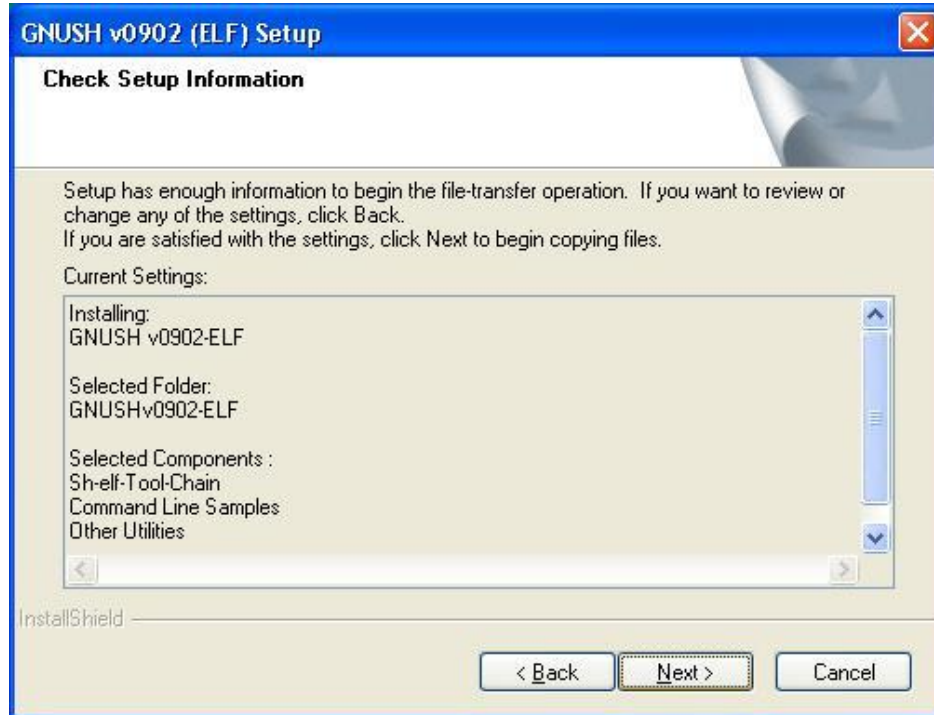 GNUSH v0902 (ELF) Setup
Check Setup Information
Setup has enough information to begin the file-transfer operation.  If you want to review or
change any of the settings, click Back.
If you are satisfied with the settings, click Next to begin copying files.
Current Settings:
Installing:
GNUSH v0902-ELF
Selected Folder:
GNUSHv0902-ELF
Selected Components :
Sh-elf-Tool-Chain
Command Line Samples
Other Utilities
InstallShield
< Back
Next >
Cancel